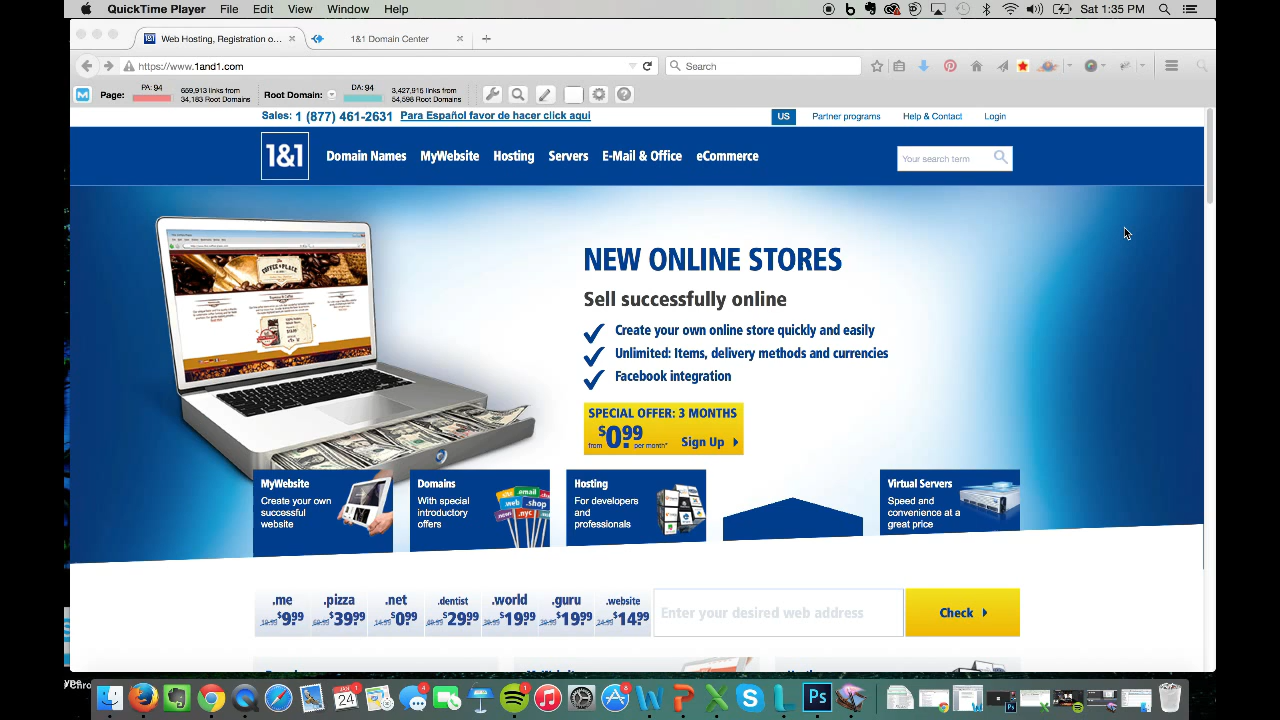 QuickTime Player File Edit View Window Help
Sat 1:35 PM
Web Hosting, Registration o...
1&1 Domain Center
https://www.1and1.com
Search
Page:
PA: 94
659,913 links from
34,183 Root Domains
Root Domain:
DA: 94
3,427,915 links from
54,598 Root Domains
Sales: 1 (877) 461-2631 Para Español favor de hacer click aqui
US Partner programs Help & Contact Login
1&1 Domain Names MyWebsite Hosting Servers E-Mail & Office eCommerce
Your search term
NEW ONLINE STORES
Sell successfully online
Create your own online store quickly and easily
Unlimited: Items, delivery methods and currencies
Facebook integration
SPECIAL OFFER: 3 MONTHS
from $0.99 per month* Sign Up
MyWebsite
Create your own
successful
website
Domains
With special
introductory
offers
Hosting
For developers
and
professionals
Virtual Servers
Speed and
convenience at a
great price
.me .pizza .net .dentist .world .guru .website
$9.99 $39.99 $0.99 $29.99 $19.99 $19.99 $14.99
Enter your desired web address
Check